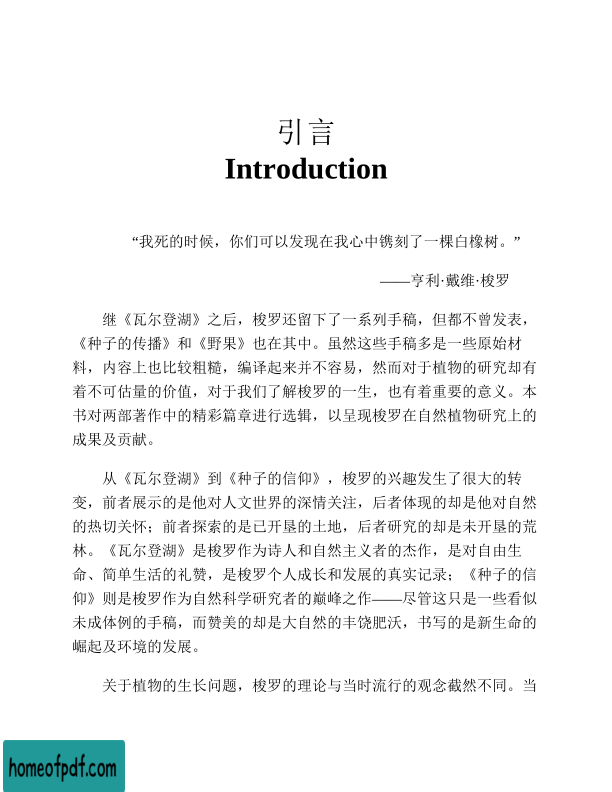 引言
Introduction
“我死的时候，你们可以发现在我心中镌刻了一棵白橡树。”
——亨利·戴维·梭罗
继《瓦尔登湖》之后，梭罗还留下了一系列手稿，但都不曾发表，
《种子的传播》和《野果》也在其中。虽然这些手稿多是一些原始材
料，内容上也比较粗糙，编译起来并不容易，然而对于植物的研究却有
着不可估量的价值，对于我们了解梭罗的一生，也有着重要的意义。本
书对两部著作中的精彩篇章进行选辑，以呈现梭罗在自然植物研究上的
成果及贡献。
从《瓦尔登湖》到《种子的信仰》，梭罗的兴趣发生了很大的转
变，前者展示的是他对人文世界的深情关注，后者体现的却是他对自然
的热切关怀；前者探索的是已开垦的土地，后者研究的却是未开垦的荒
林。《瓦尔登湖》是梭罗作为诗人和自然主义者的杰作，是对自由生
命、简单生活的礼赞，是梭罗个人成长和发展的真实记录；《种子的信
仰》则是梭罗作为自然科学研究者的巅峰之作——尽管这只是一些看似
未成体例的手稿，而赞美的却是大自然的丰饶肥沃，书写的是新生命的
崛起及环境的发展。
关于植物的生长问题，梭罗的理论与当时流行的观念截然不同。当
homeofpdf.com